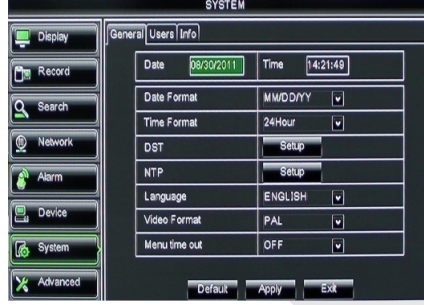 SYSTEM
Display
Record
Search
Network
Alarm
Device
System
Advanced
General Users Info
Date 08/30/2011 Time 14:21:49
Date Format MM/DD/YY
Time Format 24Hour
DST Setup
NTP Setup
Language ENGLISH
Video Format PAL
Menu time out OFF
Default Apply Exit